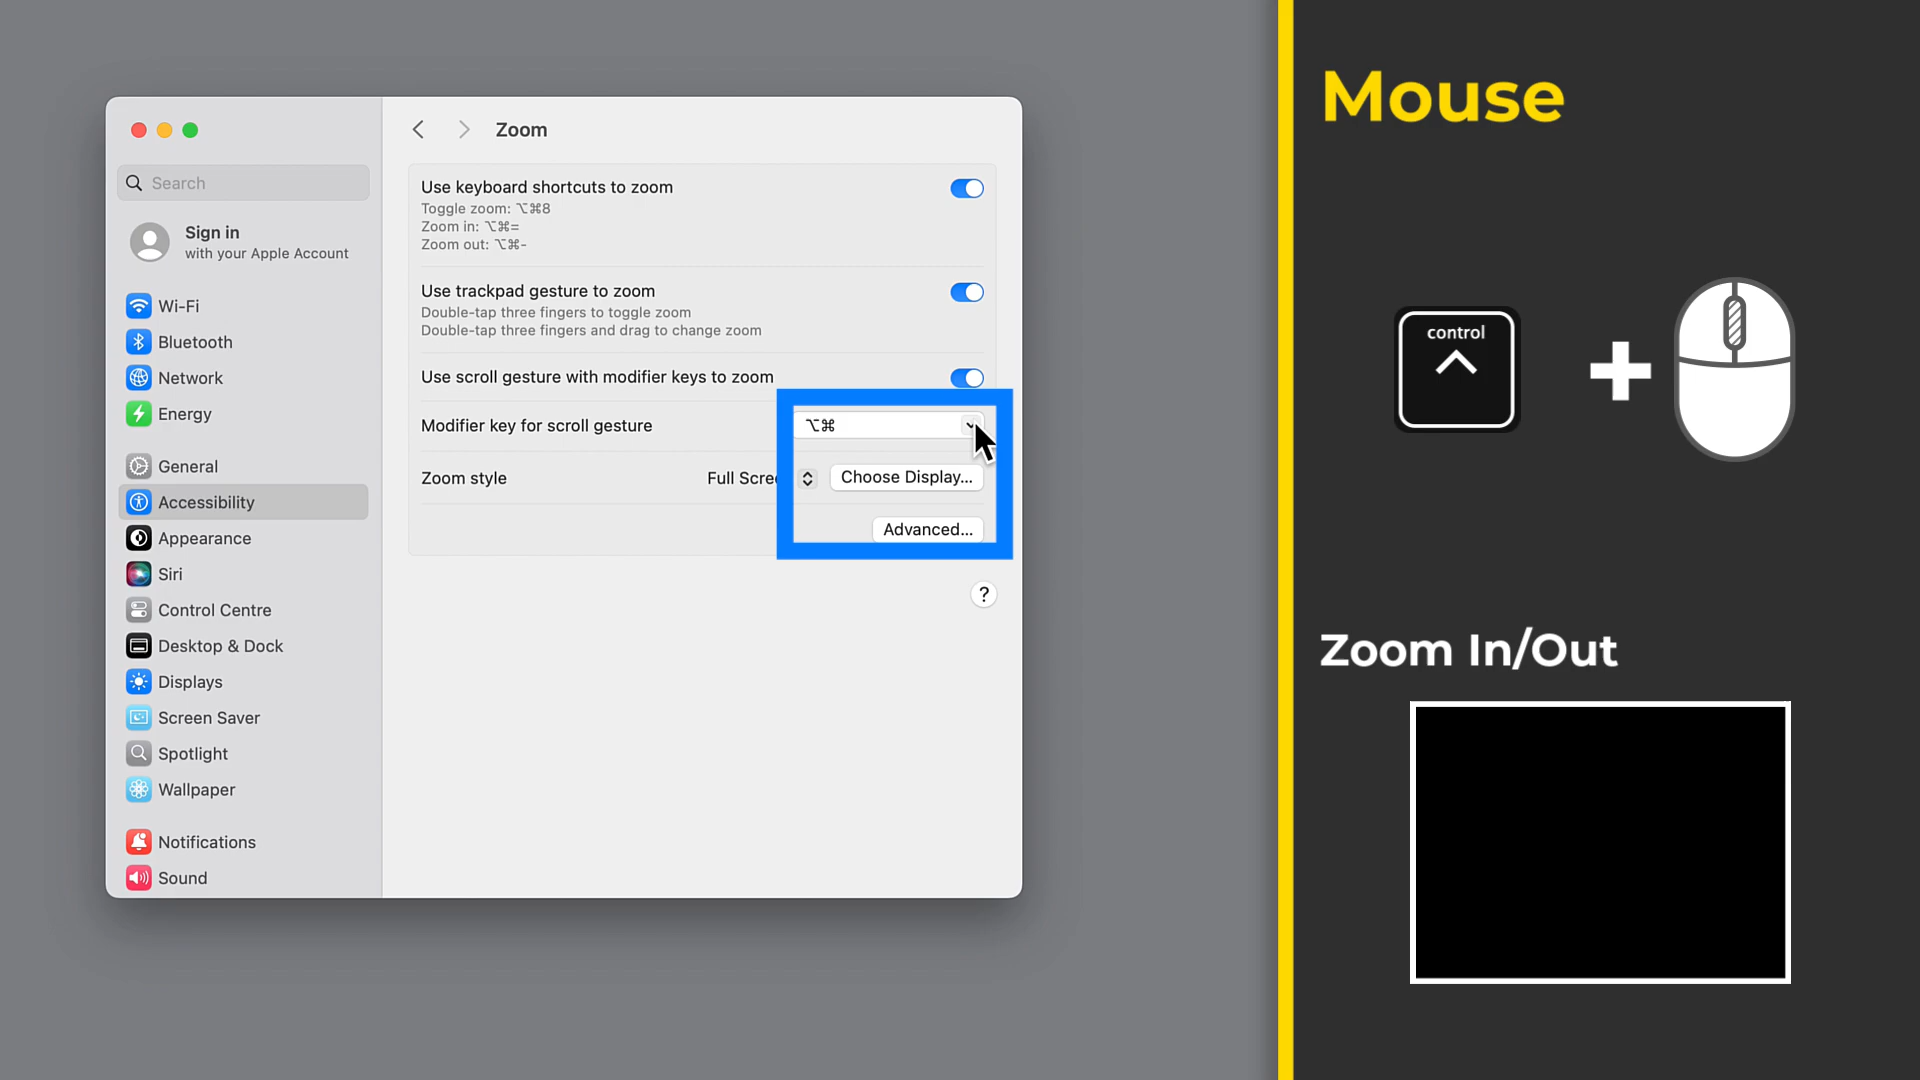 Zoom
Search
Sign in
with your Apple Account
Wi-Fi
Bluetooth
Network
Energy
General
Accessibility
Appearance
Siri
Control Centre
Desktop & Dock
Displays
Screen Saver
Spotlight
Wallpaper
Notifications
Sound
Use keyboard shortcuts to zoom
Toggle zoom: ⌥⌘8
Zoom in: ⌥⌘=
Zoom out: ⌥⌘-
Use trackpad gesture to zoom
Double-tap three fingers to toggle zoom
Double-tap three fingers and drag to change zoom
Use scroll gesture with modifier keys to zoom
Modifier key for scroll gesture ⌥⌘
Zoom style Full Scree Choose Display...
Advanced...
?
Mouse
control
Zoom In/Out